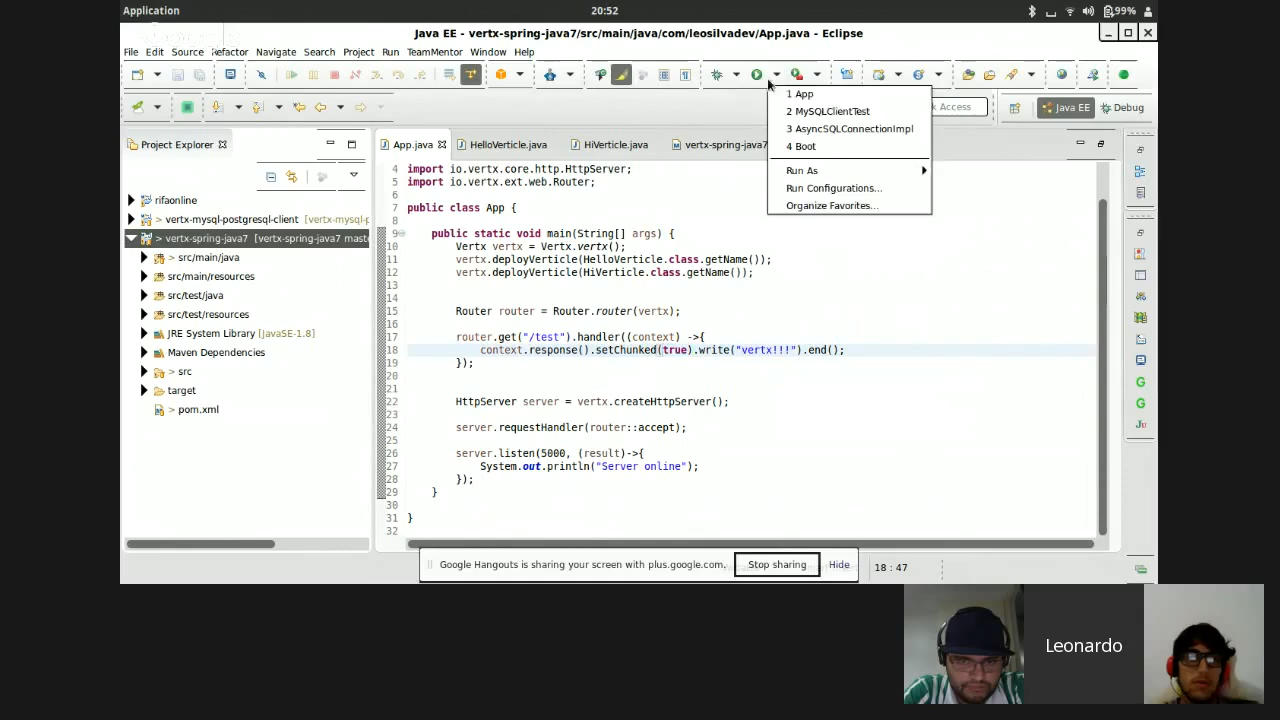 Application
20:52
99%
Java EE - vertx-spring-java7/src/main/java/com/leosilvadev/App.java - Eclipse
File Edit Source Refactor Navigate Search Project Run TeamMentor Window Help
1 App
2 MySQLClientTest
3 AsyncSQLConnectionImpl
4 Boot
Run As
Run Configurations...
Organize Favorites...
k Access
Java EE
Debug
Project Explorer
App.java
HelloVerticle.java
HiVerticle.java
vertx-spring-java7
rifaonline
> vertx-mysql-postgresql-client [vertx-mysql-p
> vertx-spring-java7 [vertx-spring-java7 mast
> src/main/java
src/main/resources
src/test/java
src/test/resources
JRE System Library [JavaSE-1.8]
Maven Dependencies
> src
target
> pom.xml
4 import io.vertx.core.http.HttpServer;
5 import io.vertx.ext.web.Router;
6
7 public class App {
8
9 public static void main(String[] args) {
10 Vertx vertx = Vertx.vertx();
11 vertx.deployVerticle(HelloVerticle.class.getName());
12 vertx.deployVerticle(HiVerticle.class.getName());
13
14
15 Router router = Router.router(vertx);
16
17 router.get("/test").handler((context) ->{
18 context.response().setChunked(true).write("vertx!!!").end();
19 });
20
21
22 HttpServer server = vertx.createHttpServer();
23
24 server.requestHandler(router::accept);
25
26 server.listen(5000, (result)->{
27 System.out.println("Server online");
28 });
29 }
30
31 }
32
Google Hangouts is sharing your screen with plus.google.com.
Stop sharing
Hide
18 : 47
Leonardo